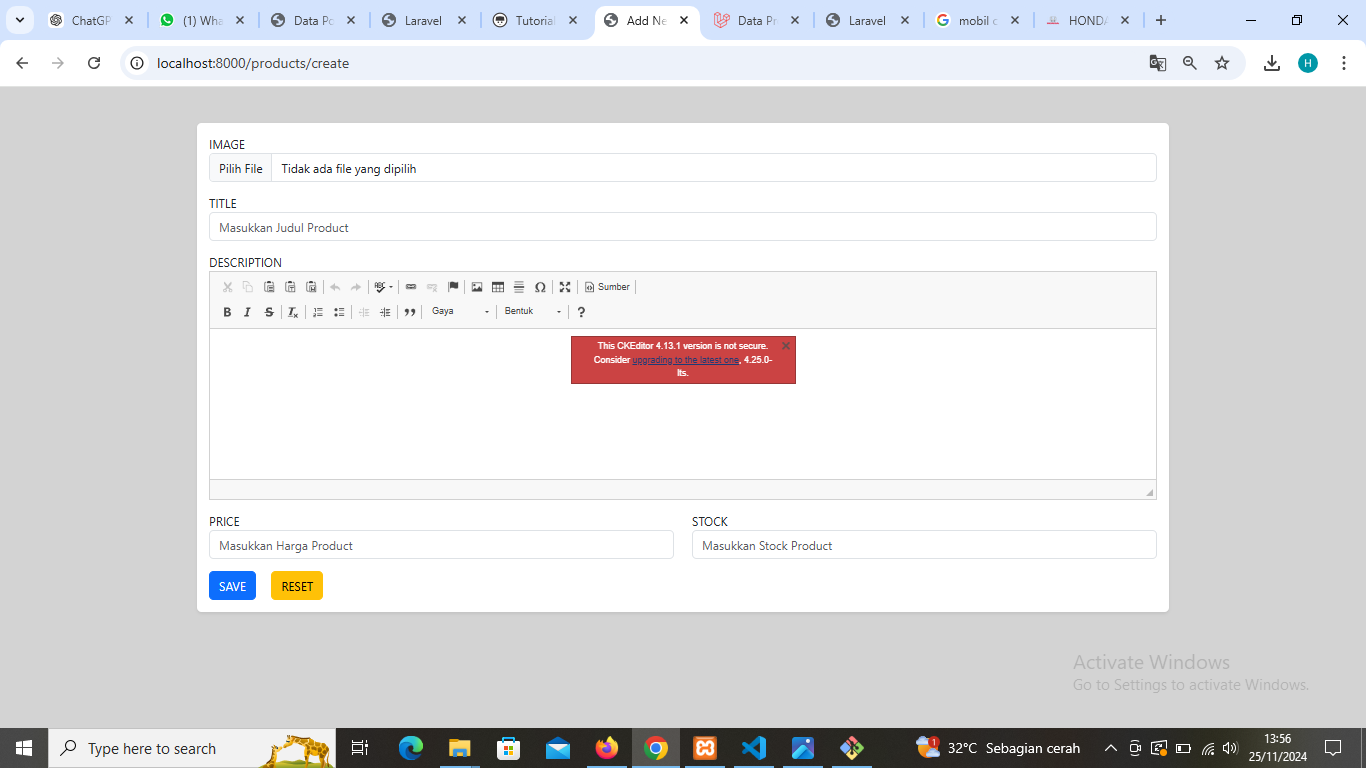 ChatGP
(1) Wha
Data Po
Laravel
Tutorial
Add Ne
Data Pr
Laravel
mobil c
HONDA
localhost:8000/products/create
H
IMAGE
Pilih File
Tidak ada file yang dipilih
TITLE
Masukkan Judul Product
DESCRIPTION
ABC
Sumber
B I S Tx
Gaya
Bentuk
?
This CKEditor 4.13.1 version is not secure.
Consider upgrading to the latest one, 4.25.0-
lts.
PRICE
STOCK
Masukkan Harga Product
Masukkan Stock Product
SAVE
RESET
Activate Windows
Go to Settings to activate Windows.
Type here to search
1
32°C Sebagian cerah
13:56
25/11/2024